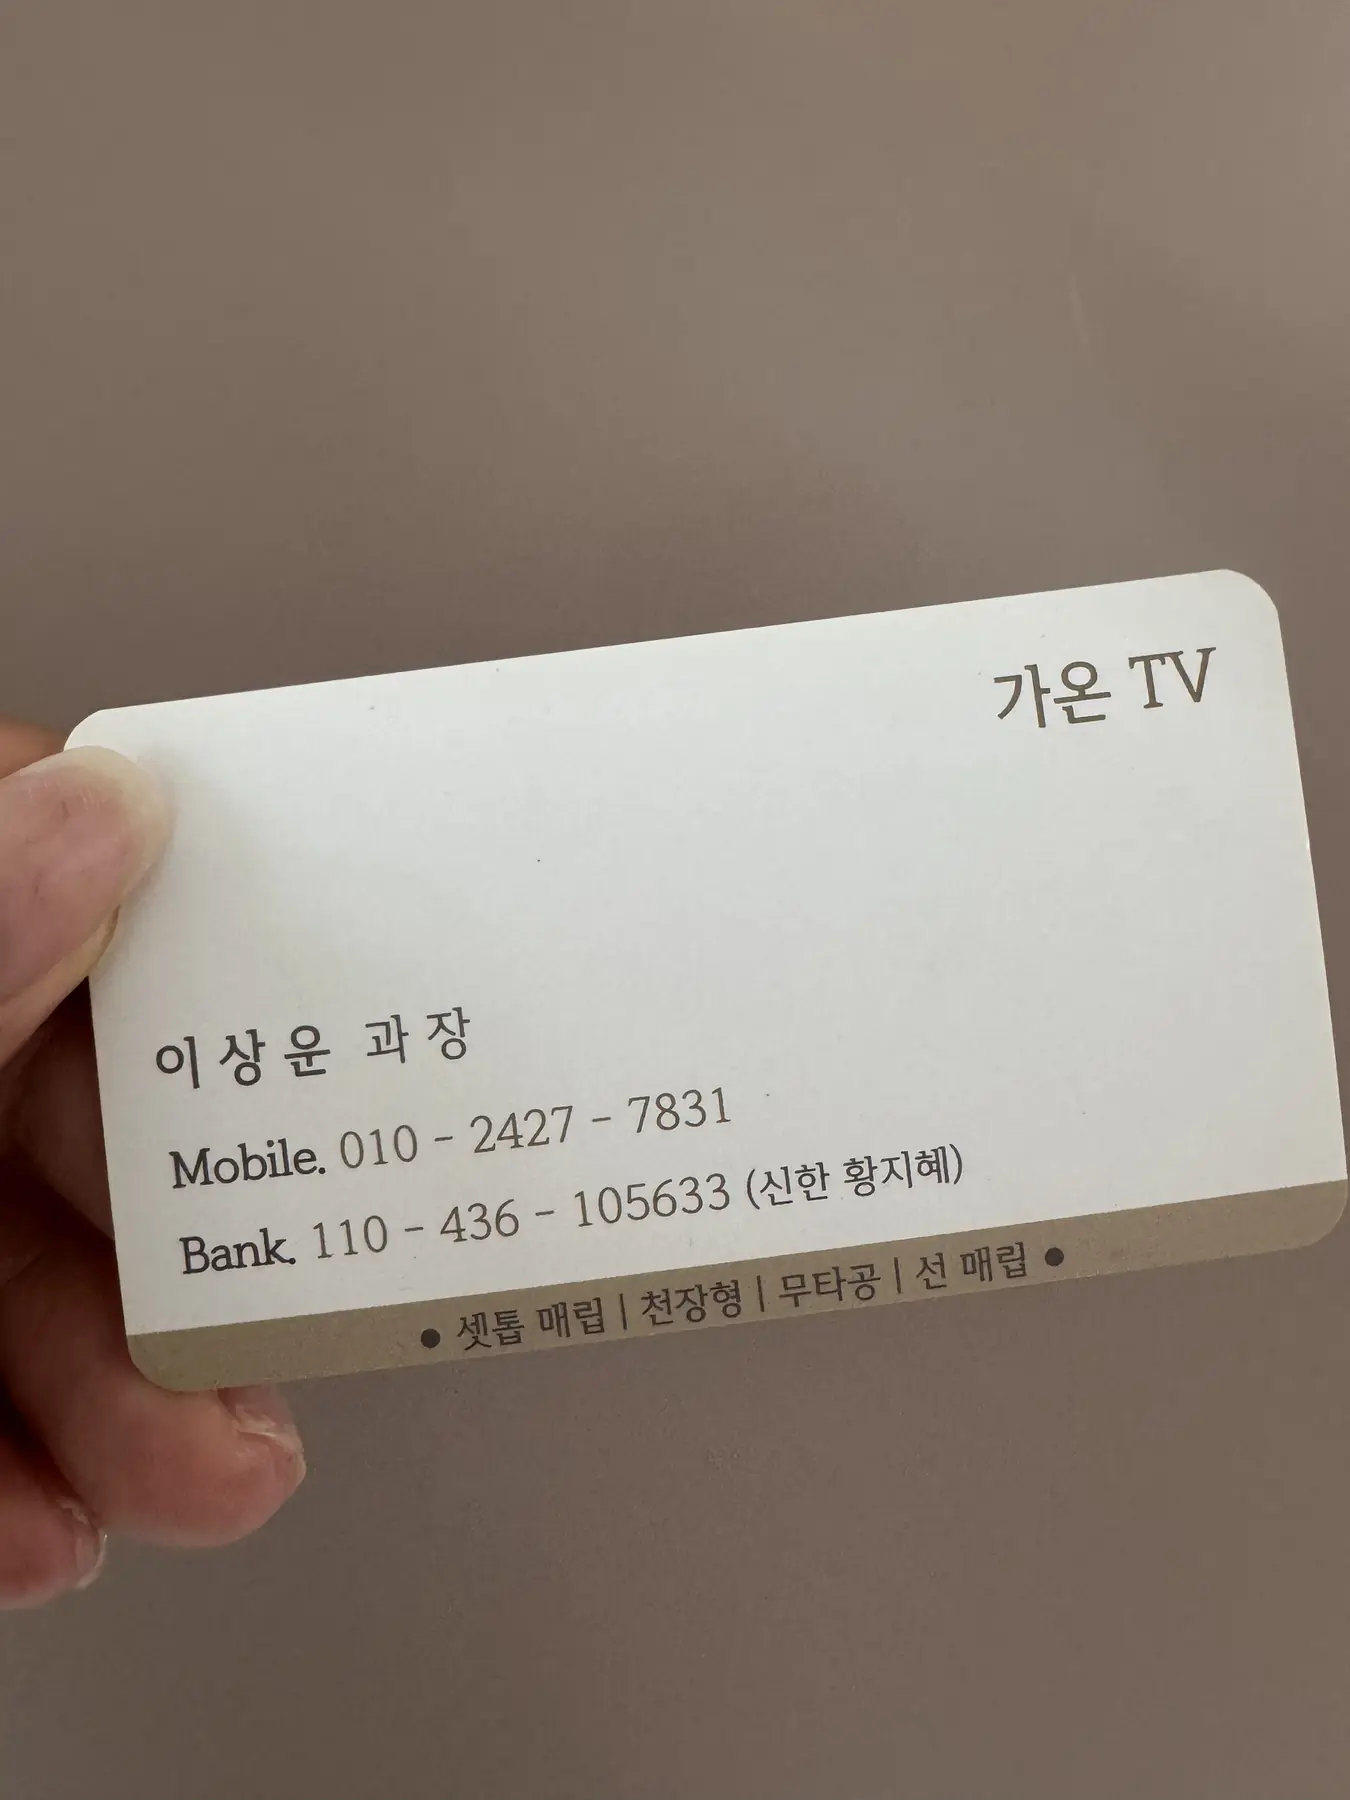 가온 TV
이상운 과장
Mobile. 010 - 2427 - 7831
Bank. 110 - 436 - 105633 (신한 황지혜)
● 셋톱 매립 | 천장형 | 무타공 | 선 매립 ●